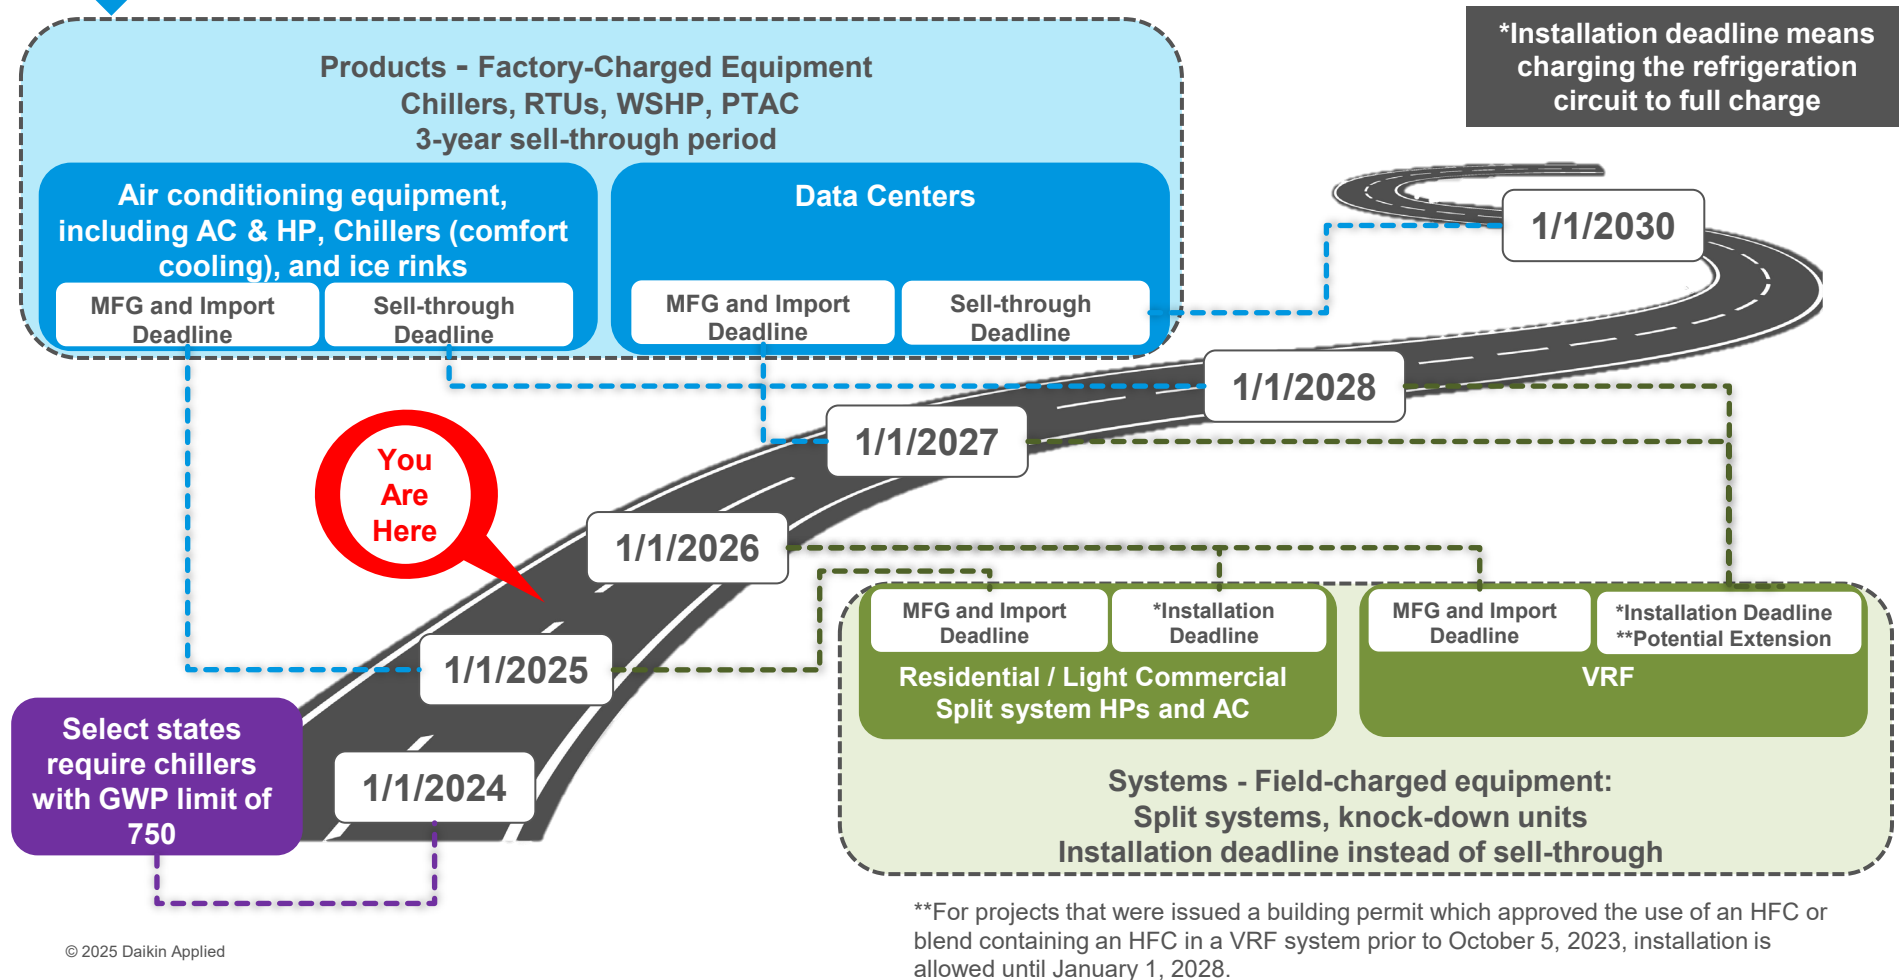 Products - Factory-Charged Equipment
Chillers, RTUs, WSHP, PTAC
3-year sell-through period
*Installation deadline means
charging the refrigeration
circuit to full charge
Air conditioning equipment,
including AC & HP, Chillers (comfort
cooling), and ice rinks
MFG and Import
Deadline
Sell-through
Deadline
Data Centers
MFG and Import
Deadline
Sell-through
Deadline
1/1/2030
1/1/2028
1/1/2027
You
Are
Here
1/1/2026
1/1/2025
1/1/2024
MFG and Import
Deadline
*Installation
Deadline
Residential / Light Commercial
Split system HPs and AC
MFG and Import
Deadline
*Installation Deadline
**Potential Extension
VRF
Select states
require chillers
with GWP limit of
750
Systems - Field-charged equipment:
Split systems, knock-down units
Installation deadline instead of sell-through
**For projects that were issued a building permit which approved the use of an HFC or
blend containing an HFC in a VRF system prior to October 5, 2023, installation is
allowed until January 1, 2028.
© 2025 Daikin Applied